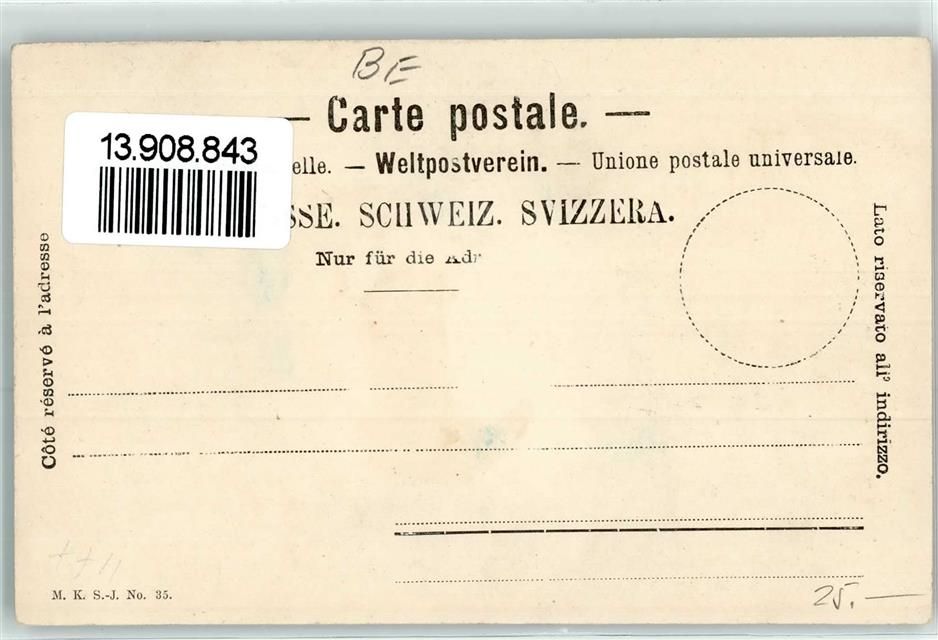 BE
— Carte postale. —
13.908.843
elle. — Weltpostverein. — Unione postale universale.
SSE. SCHWEIZ. SVIZZERA.
Nur für die Adr
Côté réservé à l'adresse
Lato riservato all' indirizzo.
M. K. S.-J. No. 35.
25.—